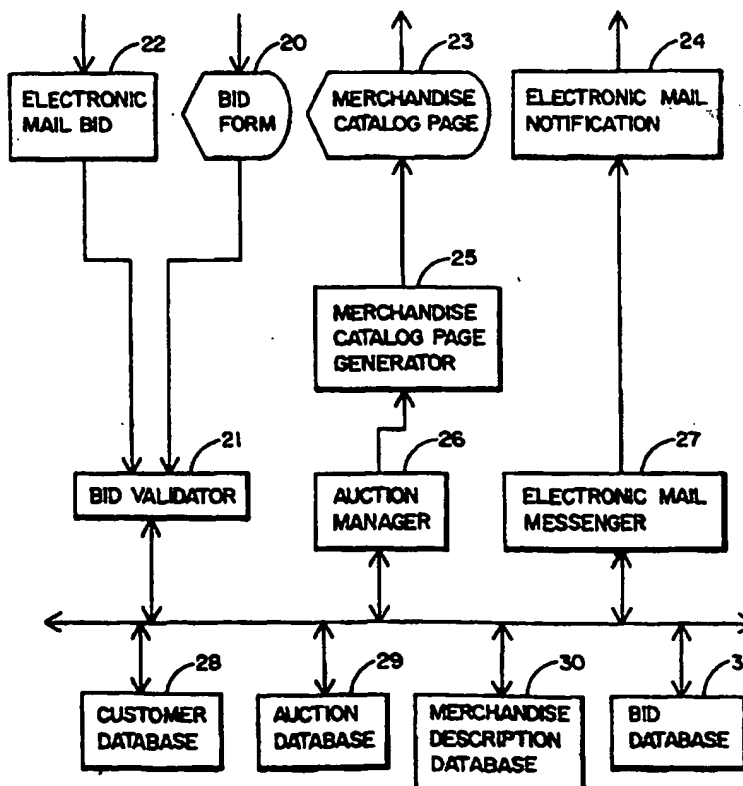 22
20
23
24
ELECTRONIC
MAIL BID
BID
FORM
MERCHANDISE
CATALOG PAGE
ELECTRONIC MAIL
NOTIFICATION
25
MERCHANDISE
CATALOG PAGE
GENERATOR
21
26
27
BID VALIDATOR
AUCTION
MANAGER
ELECTRONIC MAIL
MESSENGER
28
29
30
3
CUSTOMER
DATABASE
AUCTION
DATABASE
MERCHANDISE
DESCRIPTION
DATABASE
BID
DATABASE